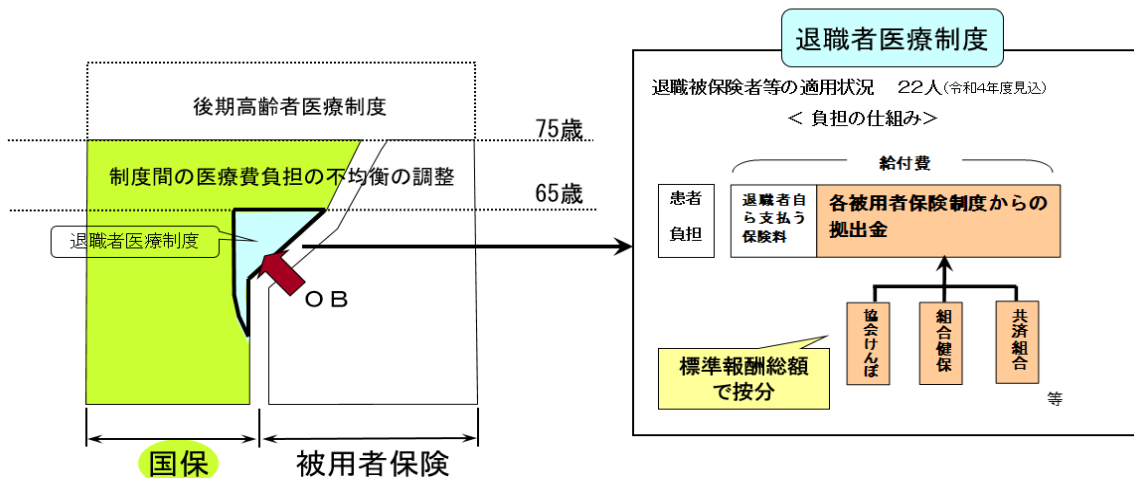 後期高齢者医療制度
75歳
制度間の医療費負担の不均衡の調整
65歳
退職者医療制度
OB
国保
被用者保険
退職者医療制度
退職被保険者等の適用状況 22人(令和4年度見込)
< 負担の仕組み>
給付費
患者
負担
退職者自
ら支払う
保険料
各被用者保険制度からの
拠出金
協会けんぽ
組合健保
共済組合
等
標準報酬総額
で按分